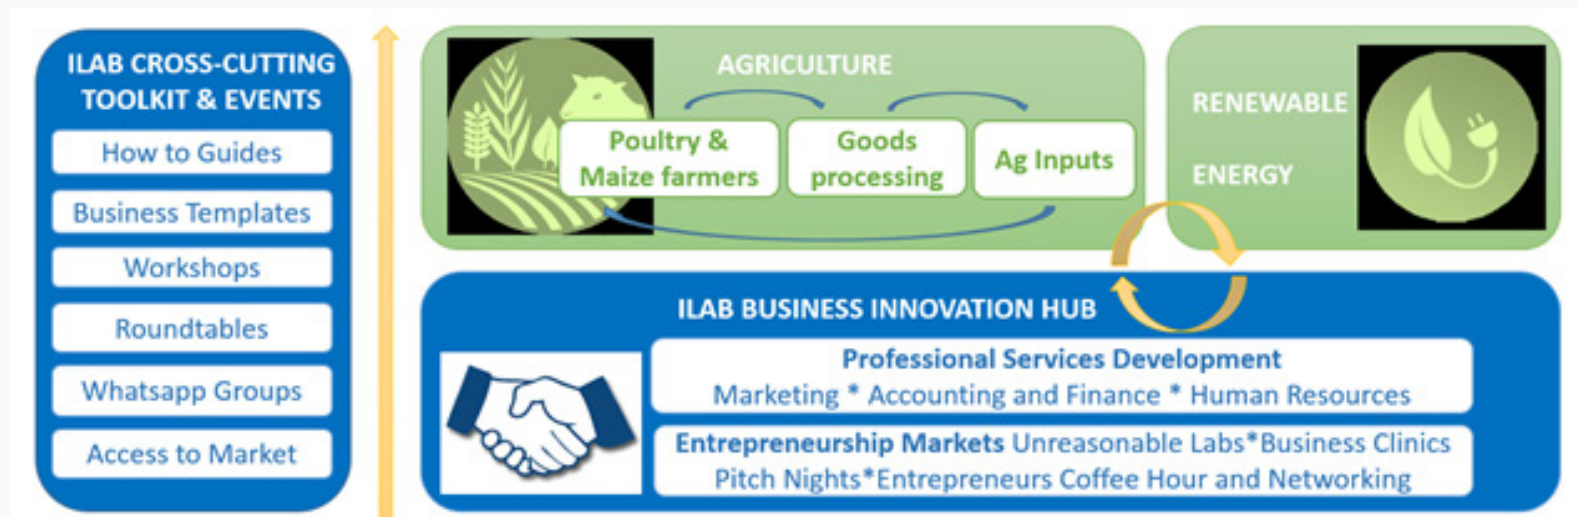 ILAB CROSS-CUTTING
TOOLKIT & EVENTS
How to Guides
Business Templates
Workshops
Roundtables
Whatsapp Groups
Access to Market
AGRICULTURE
Poultry &
Maize farmers
Goods
processing
Ag Inputs
RENEWABLE
ENERGY
ILAB BUSINESS INNOVATION HUB
Professional Services Development
Marketing * Accounting and Finance * Human Resources
Entrepreneurship Markets Unreasonable Labs*Business Clinics
Pitch Nights*Entrepreneurs Coffee Hour and Networking